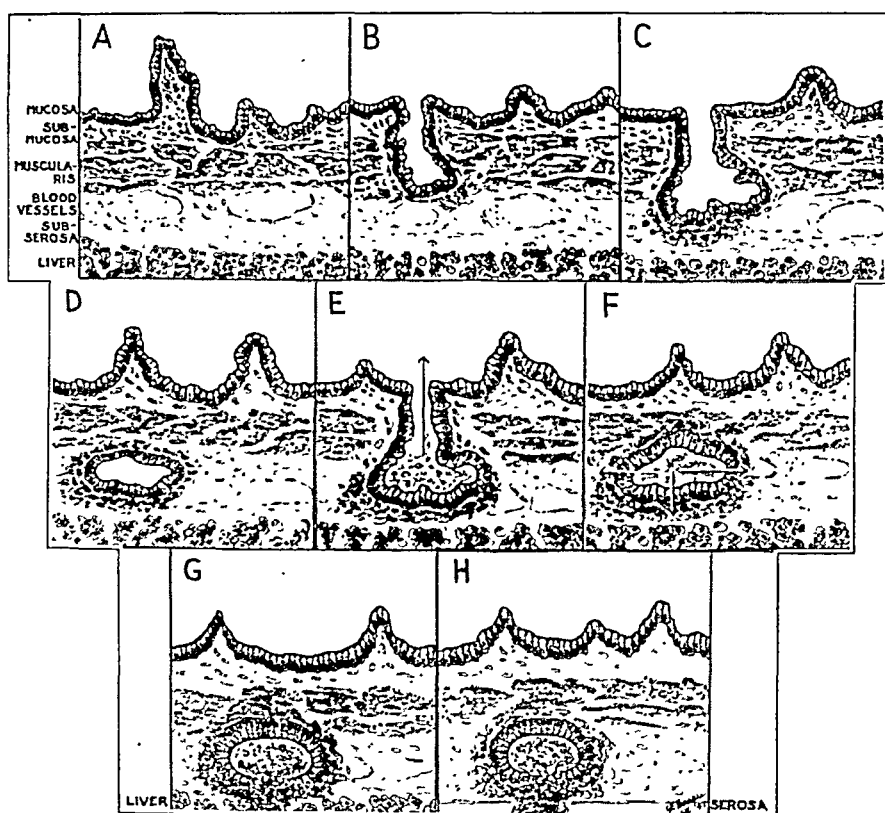 A
B
C
MUCOSA
SUB-
MUCOSA
MUSCULA-
RIS
BLOOD
VESSELS
SUB-
SEROSA
LIVER
D
E
F
G
H
LIVER
SEROSA